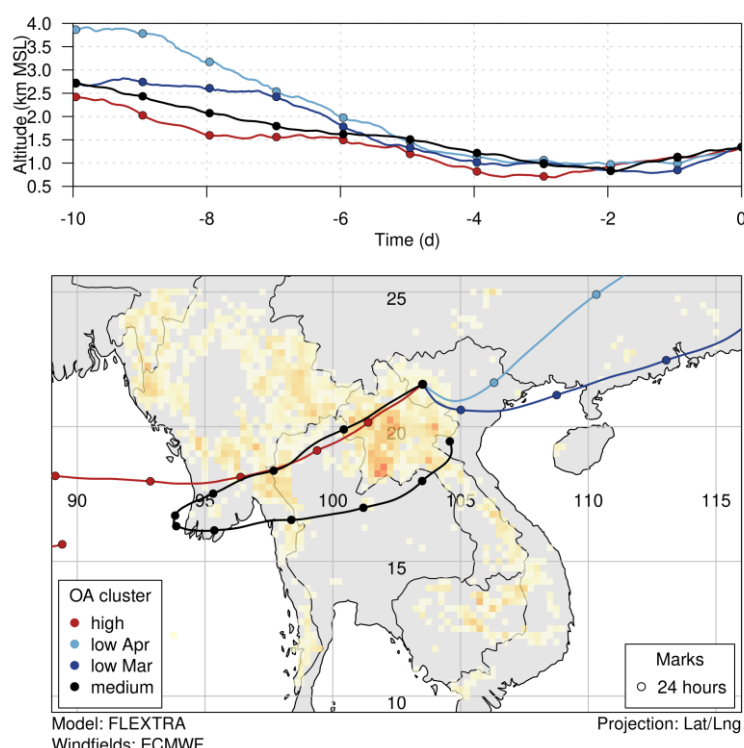 4.0
3.5
3.0
2.5
2.0
1.5
1.0
0.5
Altitude (km MSL)
-10 -8 -6 -4 -2 0
Time (d)
25
20
90 95 100 105 110 115
15
10
OA cluster
high
low Apr
low Mar
medium
Marks
24 hours
Model: FLEXTRA Projection: Lat/Lng
Windfields: ECMWF